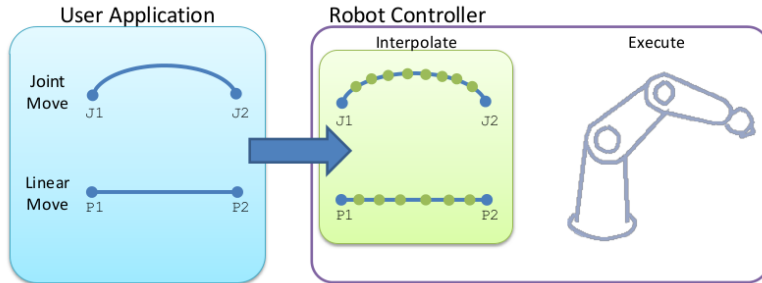 User Application
Robot Controller
Interpolate
Execute
Joint
Move
J1
J2
J1
J2
Linear
Move
P1
P2
P1
P2